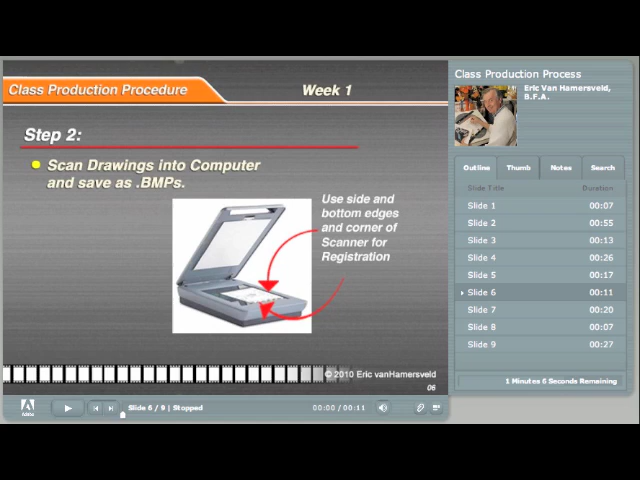 Class Production Procedure
Week 1
Step 2:
Scan Drawings into Computer
and save as .BMPs.
Use side and
bottom edges
and corner of
Scanner for
Registration
© 2010 Eric vanHamersveld
06
Adobe
Slide 6 / 9 | Stopped
00:00 / 00:11
Class Production Process
Eric Van Hamersveld,
B.F.A.
Outline Thumb Notes Search
Slide Title Duration
Slide 1 00:07
Slide 2 00:55
Slide 3 00:13
Slide 4 00:26
Slide 5 00:17
Slide 6 00:11
Slide 7 00:20
Slide 8 00:07
Slide 9 00:27
1 Minutes 6 Seconds Remaining